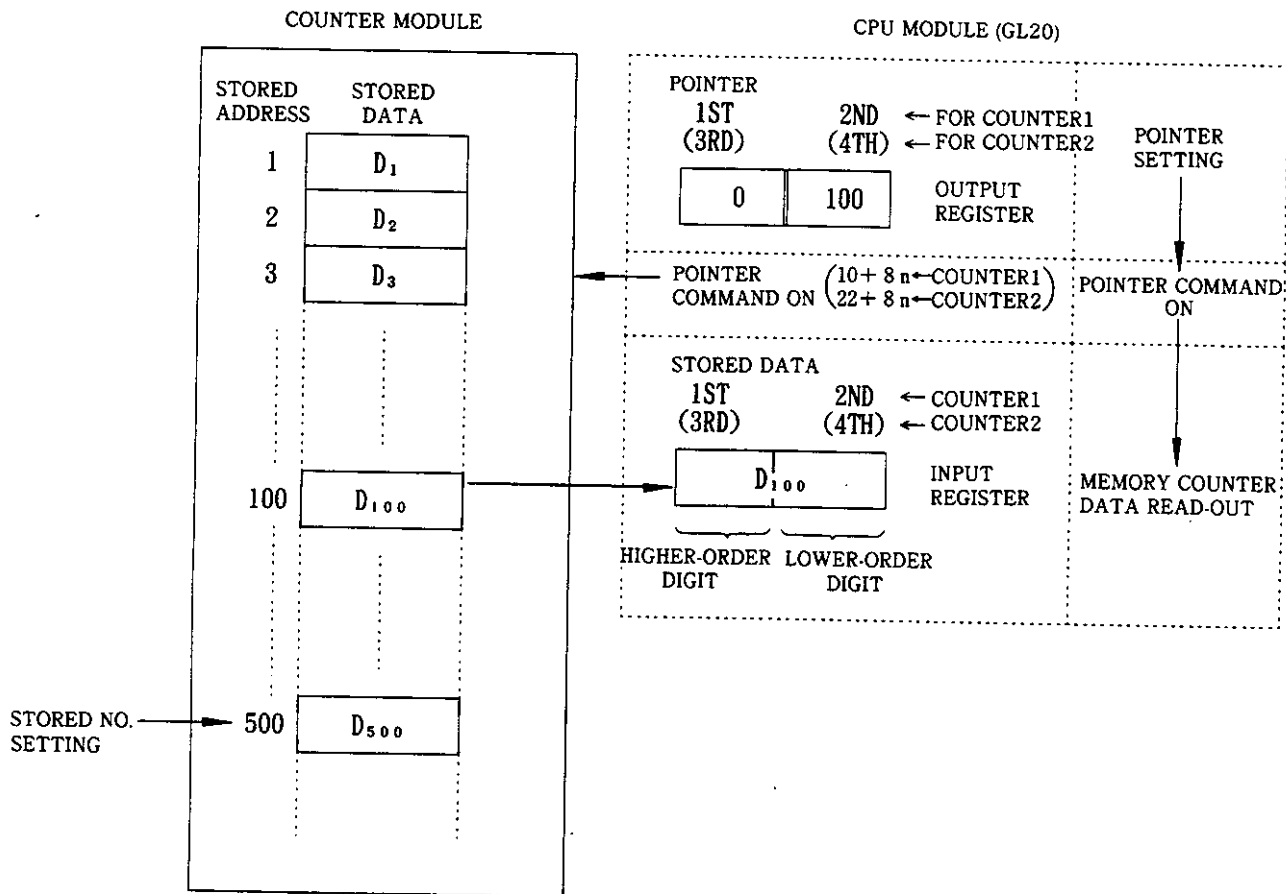 COUNTER MODULE
STORED ADDRESS
STORED DATA
1 D₁
2 D₂
3 D₃
100 D₁₀₀
STORED NO. SETTING
500 D₅₀₀
CPU MODULE (GL20)
POINTER
1ST 2ND ← FOR COUNTER1
(3RD) (4TH) ← FOR COUNTER2
0 100
OUTPUT
REGISTER
POINTER
SETTING
POINTER (10+8n←COUNTER1)
COMMAND ON (22+8n←COUNTER2)
POINTER COMMAND
ON
STORED DATA
1ST 2ND ← COUNTER1
(3RD) (4TH) ← COUNTER2
D₁₀₀
INPUT
REGISTER
MEMORY COUNTER
DATA READ-OUT
HIGHER-ORDER
DIGIT
LOWER-ORDER
DIGIT